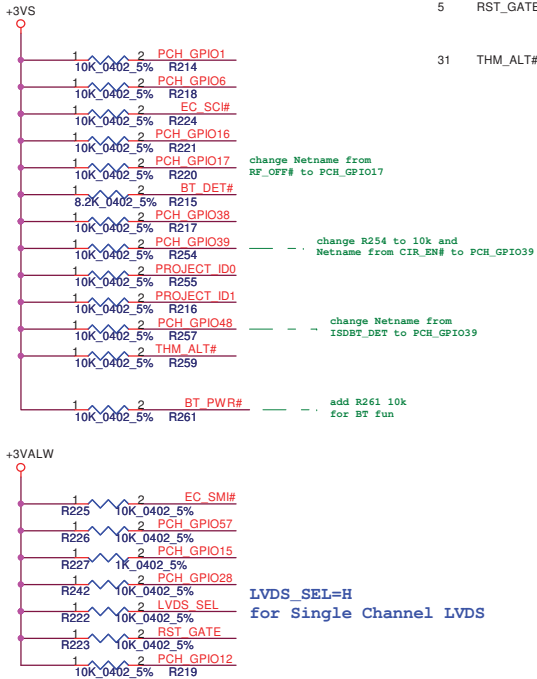 +3VS
5 RST_GATE
1 2 PCH_GPIO1
10K_0402_5% R214
31 THM_ALT#
1 2 PCH_GPIO6
10K_0402_5% R218
1 2 EC_SCI#
10K_0402_5% R224
1 2 PCH_GPIO16
10K_0402_5% R221
1 2 PCH_GPIO17
10K_0402_5% R220
change Netname from
RF_OFF# to PCH_GPIO17
1 2 BT_DET#
8.2K_0402_5% R215
1 2 PCH_GPIO38
10K_0402_5% R217
1 2 PCH_GPIO39
10K_0402_5% R254
change R254 to 10k and
Netname from CIR_EN# to PCH_GPIO39
1 2 PROJECT_ID0
10K_0402_5% R255
1 2 PROJECT_ID1
10K_0402_5% R216
1 2 PCH_GPIO48
10K_0402_5% R257
change Netname from
ISDBT_DET to PCH_GPIO39
1 2 THM_ALT#
10K_0402_5% R259
1 2 BT_PWR#
10K_0402_5% R261
add R261 10k
for BT fun
+3VALW
1 2 EC_SMI#
R225 10K_0402_5%
1 2 PCH_GPIO57
R226 10K_0402_5%
1 2 PCH_GPIO15
R227 1K_0402_5%
1 2 PCH_GPIO28
R242 10K_0402_5%
1 2 LVDS_SEL
R222 10K_0402_5%
LVDS_SEL=H
for Single Channel LVDS
1 2 RST_GATE
R223 10K_0402_5%
1 2 PCH_GPIO12
10K_0402_5% R219